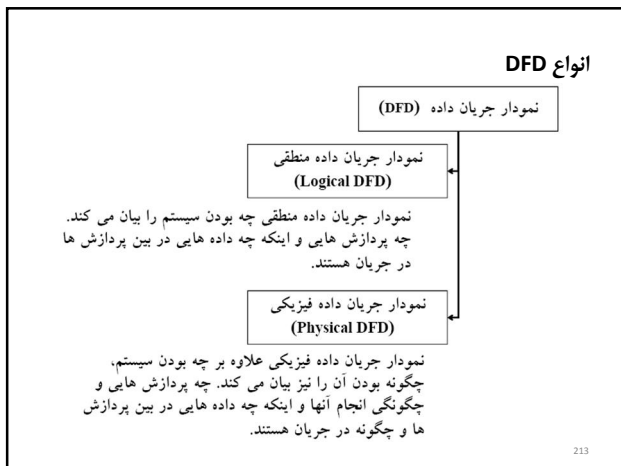 انواع DFD
نمودار جریان داده (DFD)
نمودار جریان داده منطقی
(Logical DFD)
نمودار جریان داده منطقی چه بودن سیستم را بیان می کند.
چه پردازش هایی و اینکه چه داده هایی در بین پردازش ها
در جریان هستند.
نمودار جریان داده فیزیکی
(Physical DFD)
نمودار جریان داده فیزیکی علاوه بر چه بودن سیستم،
چگونه بودن آن را نیز بیان می کند. چه پردازش هایی و
چگونگی انجام آنها و اینکه چه داده هایی در بین پردازش
ها و چگونه در جریان هستند.
213